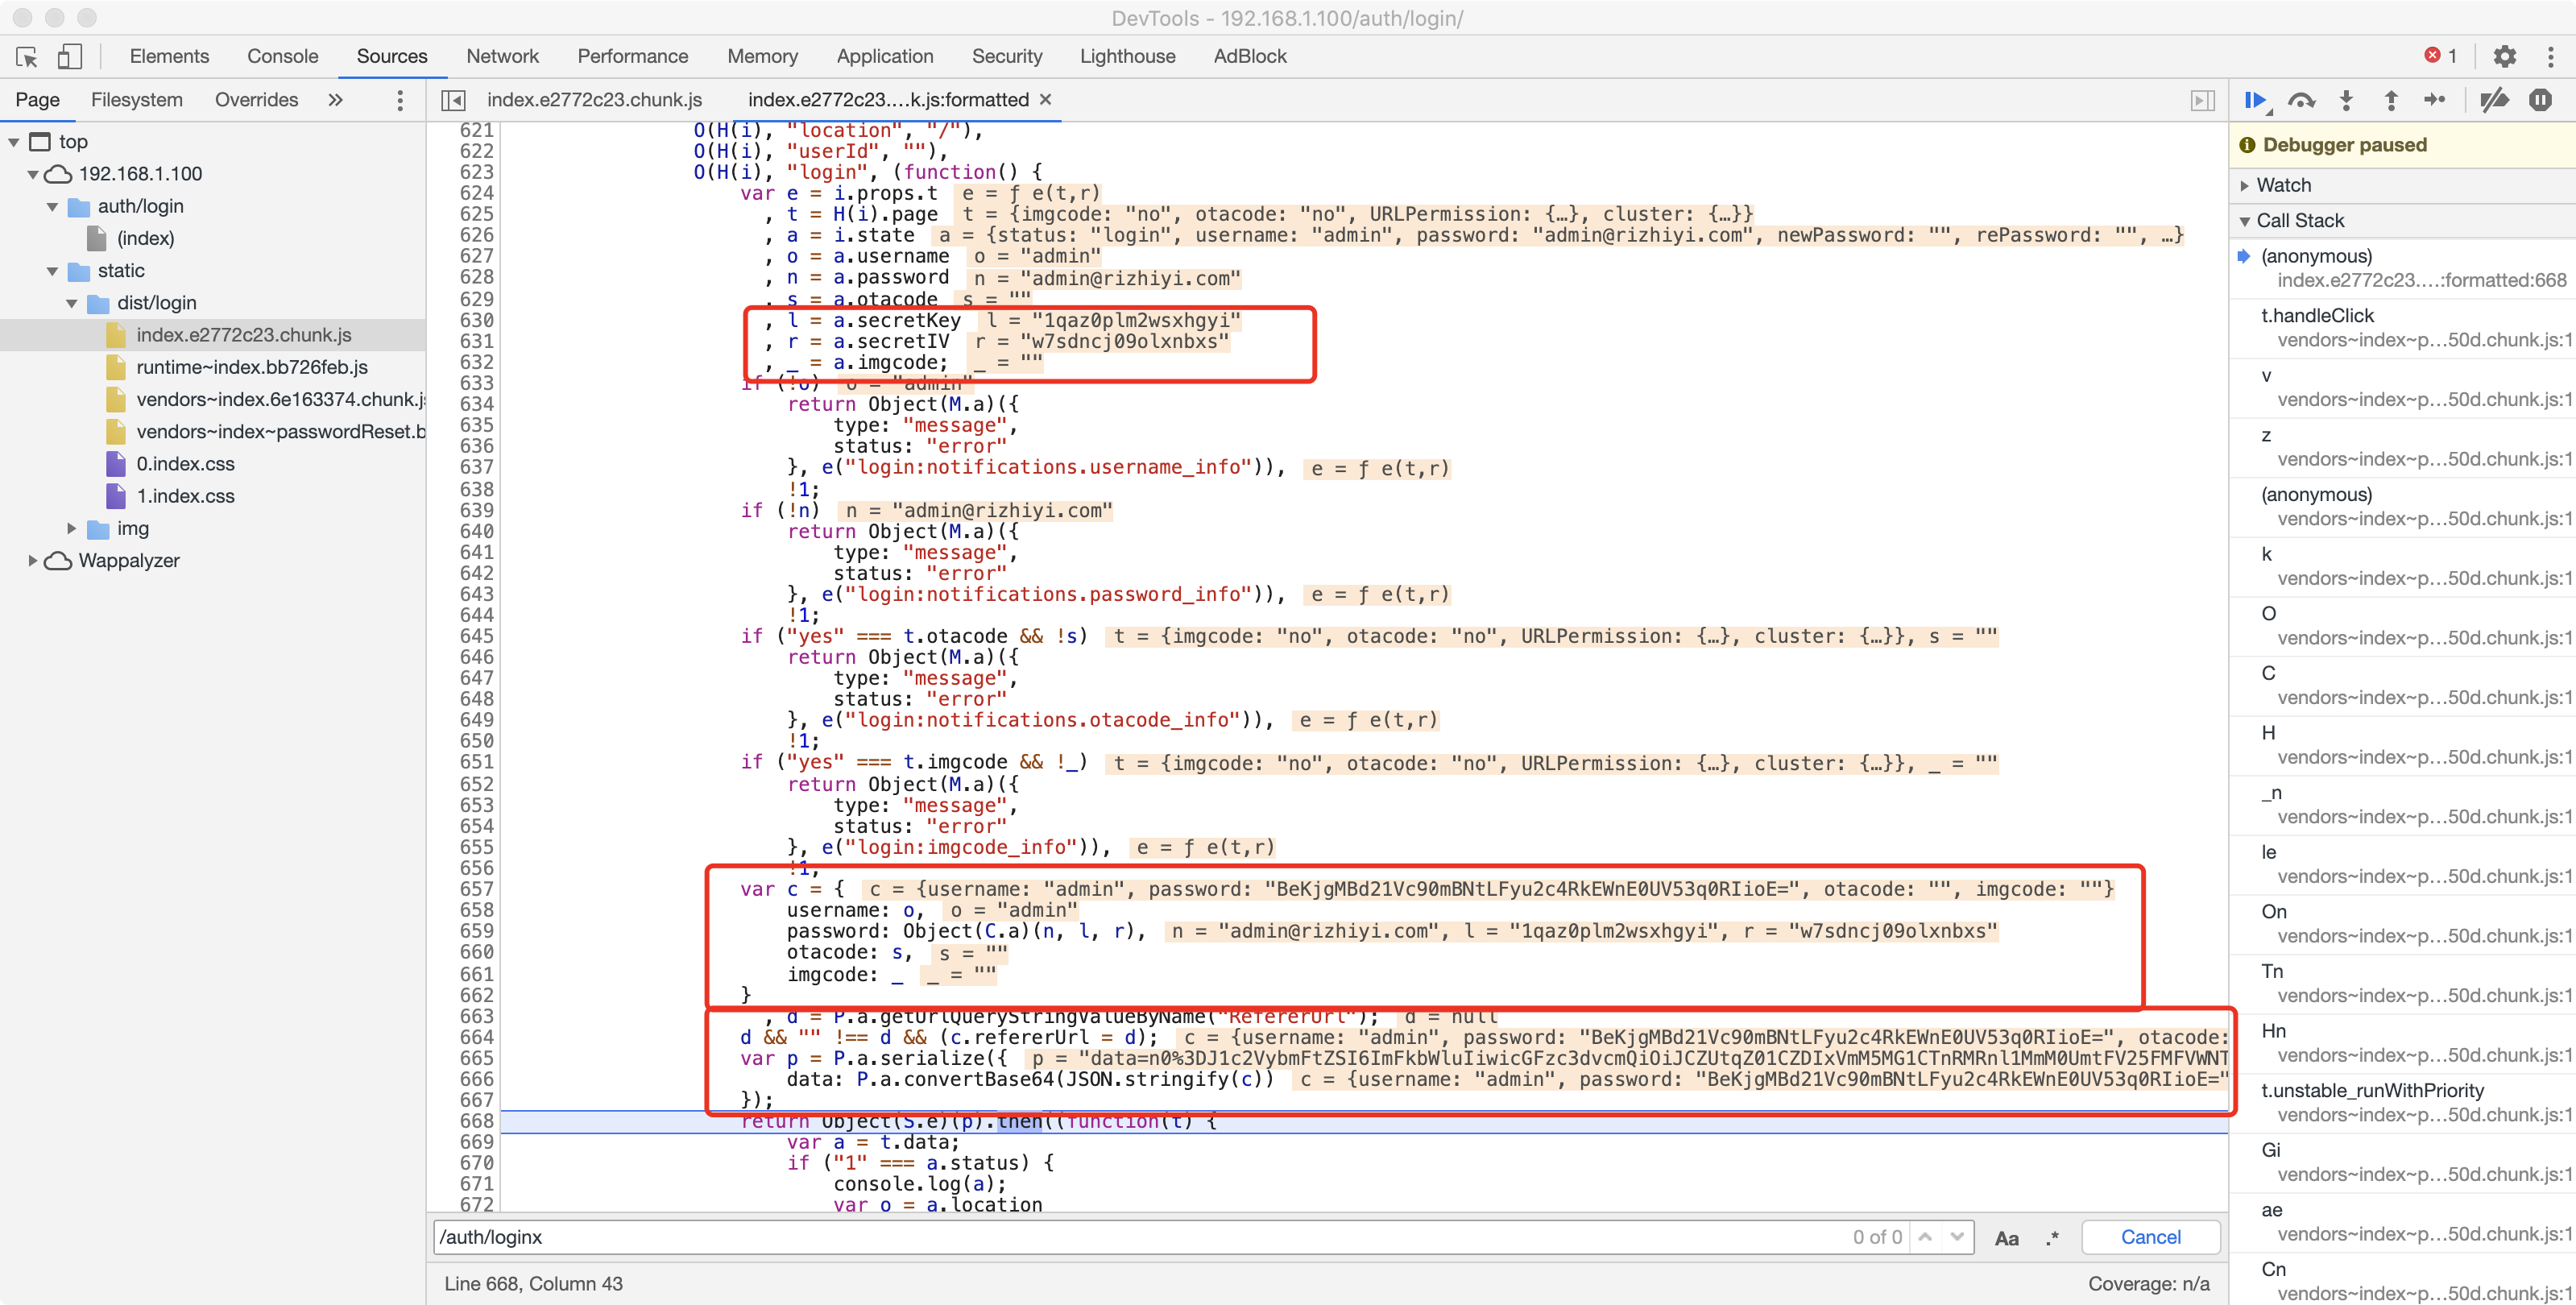 DevTools - 192.168.1.100/auth/login/
Elements Console Sources Network Performance Memory Application Security Lighthouse AdBlock 1
Page Filesystem Overrides » index.e2772c23.chunk.js index.e2772c23....k.js:formatted ×
top
192.168.1.100
auth/login
(index)
static
dist/login
index.e2772c23.chunk.js
runtime~index.bb726feb.js
vendors~index.6e163374.chunk.js
vendors~index~passwordReset.b
0.index.css
1.index.css
img
Wappalyzer
621 O(H(i), "location", "/"),
622 O(H(i), "userId", ""),
623 O(H(i), "login", (function() {
624 var e = i.props.t e = ƒ e(t,r)
625 , t = H(i).page t = {imgcode: "no", otacode: "no", URLPermission: {…}, cluster: {…}}
626 , a = i.state a = {status: "login", username: "admin", password: "admin@rizhiyi.com", newPassword: "", rePassword: "", …}
627 , o = a.username o = "admin"
628 , n = a.password n = "admin@rizhiyi.com"
629 , s = a.otacode s = ""
630 , l = a.secretKey l = "1qaz0plm2wsxhgyi"
631 , r = a.secretIV r = "w7sdncj09olxnbxs"
632 , _ = a.imgcode; _ = ""
633 if (!o) o = "admin"
634 return Object(M.a)({
635 type: "message",
636 status: "error"
637 }, e("login:notifications.username_info")), e = ƒ e(t,r)
638 !1;
639 if (!n) n = "admin@rizhiyi.com"
640 return Object(M.a)({
641 type: "message",
642 status: "error"
643 }, e("login:notifications.password_info")), e = ƒ e(t,r)
644 !1;
645 if ("yes" === t.otacode && !s) t = {imgcode: "no", otacode: "no", URLPermission: {…}, cluster: {…}}, s = ""
646 return Object(M.a)({
647 type: "message",
648 status: "error"
649 }, e("login:notifications.otacode_info")), e = ƒ e(t,r)
650 !1;
651 if ("yes" === t.imgcode && !_) t = {imgcode: "no", otacode: "no", URLPermission: {…}, cluster: {…}}, _ = ""
652 return Object(M.a)({
653 type: "message",
654 status: "error"
655 }, e("login:imgcode_info")), e = ƒ e(t,r)
656 !1;
657 var c = { c = {username: "admin", password: "BeKjgMBd21Vc90mBNtLFyu2c4RkEWnE0UV53q0RIioE=", otacode: "", imgcode: ""}
658 username: o, o = "admin"
659 password: Object(C.a)(n, l, r), n = "admin@rizhiyi.com", l = "1qaz0plm2wsxhgyi", r = "w7sdncj09olxnbxs"
660 otacode: s, s = ""
661 imgcode: _ _ = ""
662 }
663 , d = P.a.getUrlQueryStringValueByName("RefererUrl"); d = null
664 d && "" !== d && (c.refererUrl = d); c = {username: "admin", password: "BeKjgMBd21Vc90mBNtLFyu2c4RkEWnE0UV53q0RIioE=", otacode:
665 var p = P.a.serialize({ p = "data=n0%3DJ1c2VybmFtZSI6ImFkbWluIiwicGFzc3dvcmQiOiJCZUtqZ01CZDIxVmM5MG1CTnRMRnl1MmM0UmtFV25FMFVWNT
666 data: P.a.convertBase64(JSON.stringify(c)) c = {username: "admin", password: "BeKjgMBd21Vc90mBNtLFyu2c4RkEWnE0UV53q0RIioE="
667 });
668 return Object(S.e)(p).then((function(t) {
669 var a = t.data;
670 if ("1" === a.status) {
671 console.log(a);
672 var o = a.location
/auth/loginx 0 of 0 Aa .* Cancel
Line 668, Column 43 Coverage: n/a
Debugger paused
Watch
Call Stack
(anonymous)
index.e2772c23....:formatted:668
t.handleClick
vendors~index~p…50d.chunk.js:1
v
vendors~index~p…50d.chunk.js:1
z
vendors~index~p…50d.chunk.js:1
(anonymous)
vendors~index~p…50d.chunk.js:1
k
vendors~index~p…50d.chunk.js:1
O
vendors~index~p…50d.chunk.js:1
C
vendors~index~p…50d.chunk.js:1
H
vendors~index~p…50d.chunk.js:1
_n
vendors~index~p…50d.chunk.js:1
le
vendors~index~p…50d.chunk.js:1
On
vendors~index~p…50d.chunk.js:1
Tn
vendors~index~p…50d.chunk.js:1
Hn
vendors~index~p…50d.chunk.js:1
t.unstable_runWithPriority
vendors~index~p…50d.chunk.js:1
Gi
vendors~index~p…50d.chunk.js:1
ae
vendors~index~p…50d.chunk.js:1
Cn
vendors~index~p…50d.chunk.js:1